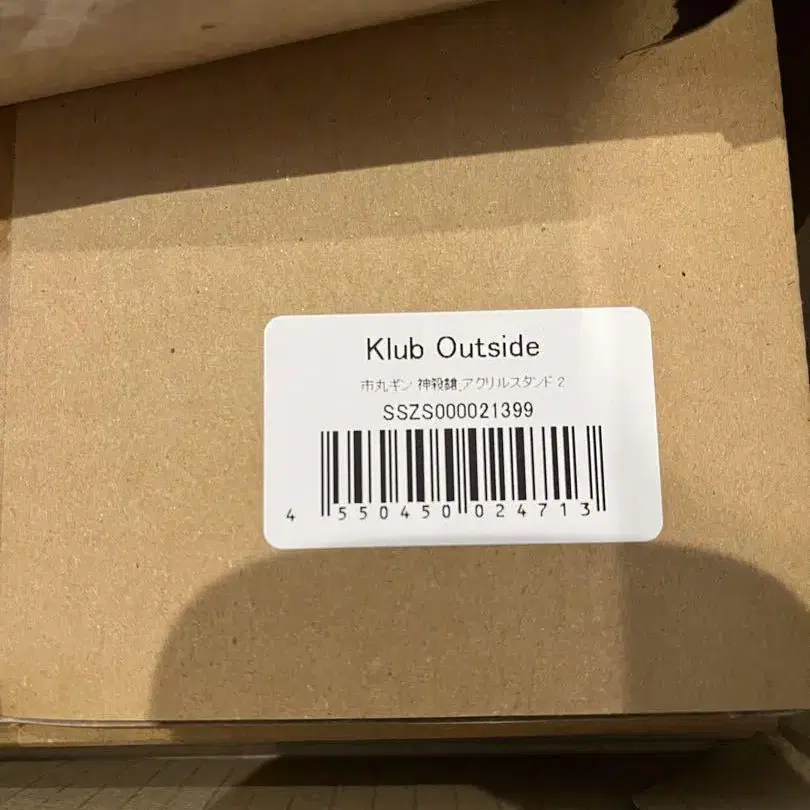 Klub Outside
市丸ギン 神殺鎗 アクリルスタンド2
SSZS000021399
4 550450 024713